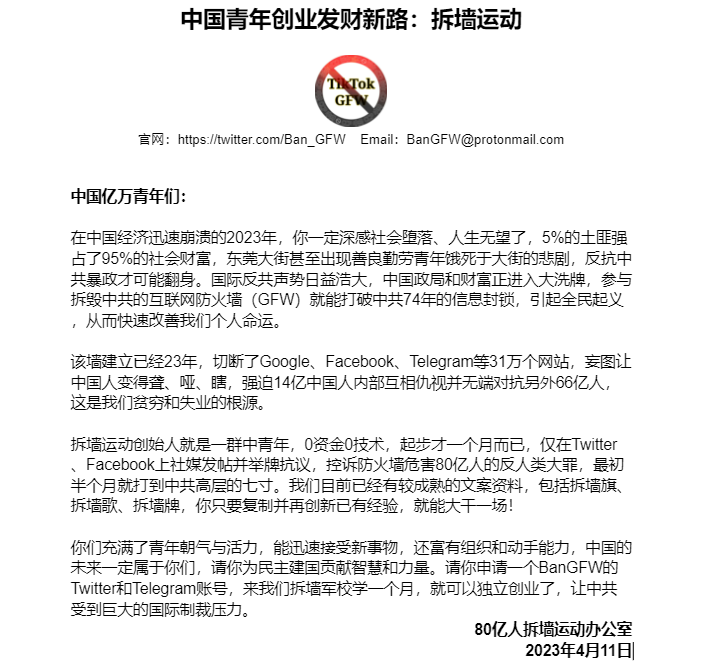 中国青年创业发财新路：拆墙运动
TikTok
GFW
官网：https://twitter.com/Ban_GFW Email：BanGFW@protonmail.com
中国亿万青年们：
在中国经济迅速崩溃的2023年，你一定深感社会堕落、人生无望了，5%的土匪强
占了95%的社会财富，东莞大街甚至出现善良勤劳青年饿死于大街的悲剧，反抗中
共暴政才可能翻身。国际反共声势日益浩大，中国政局和财富正进入大洗牌，参与
拆毁中共的互联网防火墙（GFW）就能打破中共74年的信息封锁，引起全民起义
，从而快速改善我们个人命运。
该墙建立已经23年，切断了Google、Facebook、Telegram等31万个网站，妄图让
中国人变得聋、哑、瞎，强迫14亿中国人内部互相仇视并无端对抗另外66亿人，
这是我们贫穷和失业的根源。
拆墙运动创始人就是一群中青年，0资金0技术，起步才一个月而已，仅在Twitter
、Facebook上社媒发帖并举牌抗议，控诉防火墙危害80亿人的反人类大罪，最初
半个月就打到中共高层的七寸。我们目前已经有较成熟的文案资料，包括拆墙旗、
拆墙歌、拆墙牌，你只要复制并再创新已有经验，就能大干一场！
你们充满了青年朝气与活力，能迅速接受新事物，还富有组织和动手能力，中国的
未来一定属于你们，请你为民主建国贡献智慧和力量。请你申请一个BanGFW的
Twitter和Telegram账号，来我们拆墙军校学一个月，就可以独立创业了，让中共
受到巨大的国际制裁压力。
80亿人拆墙运动办公室
2023年4月11日